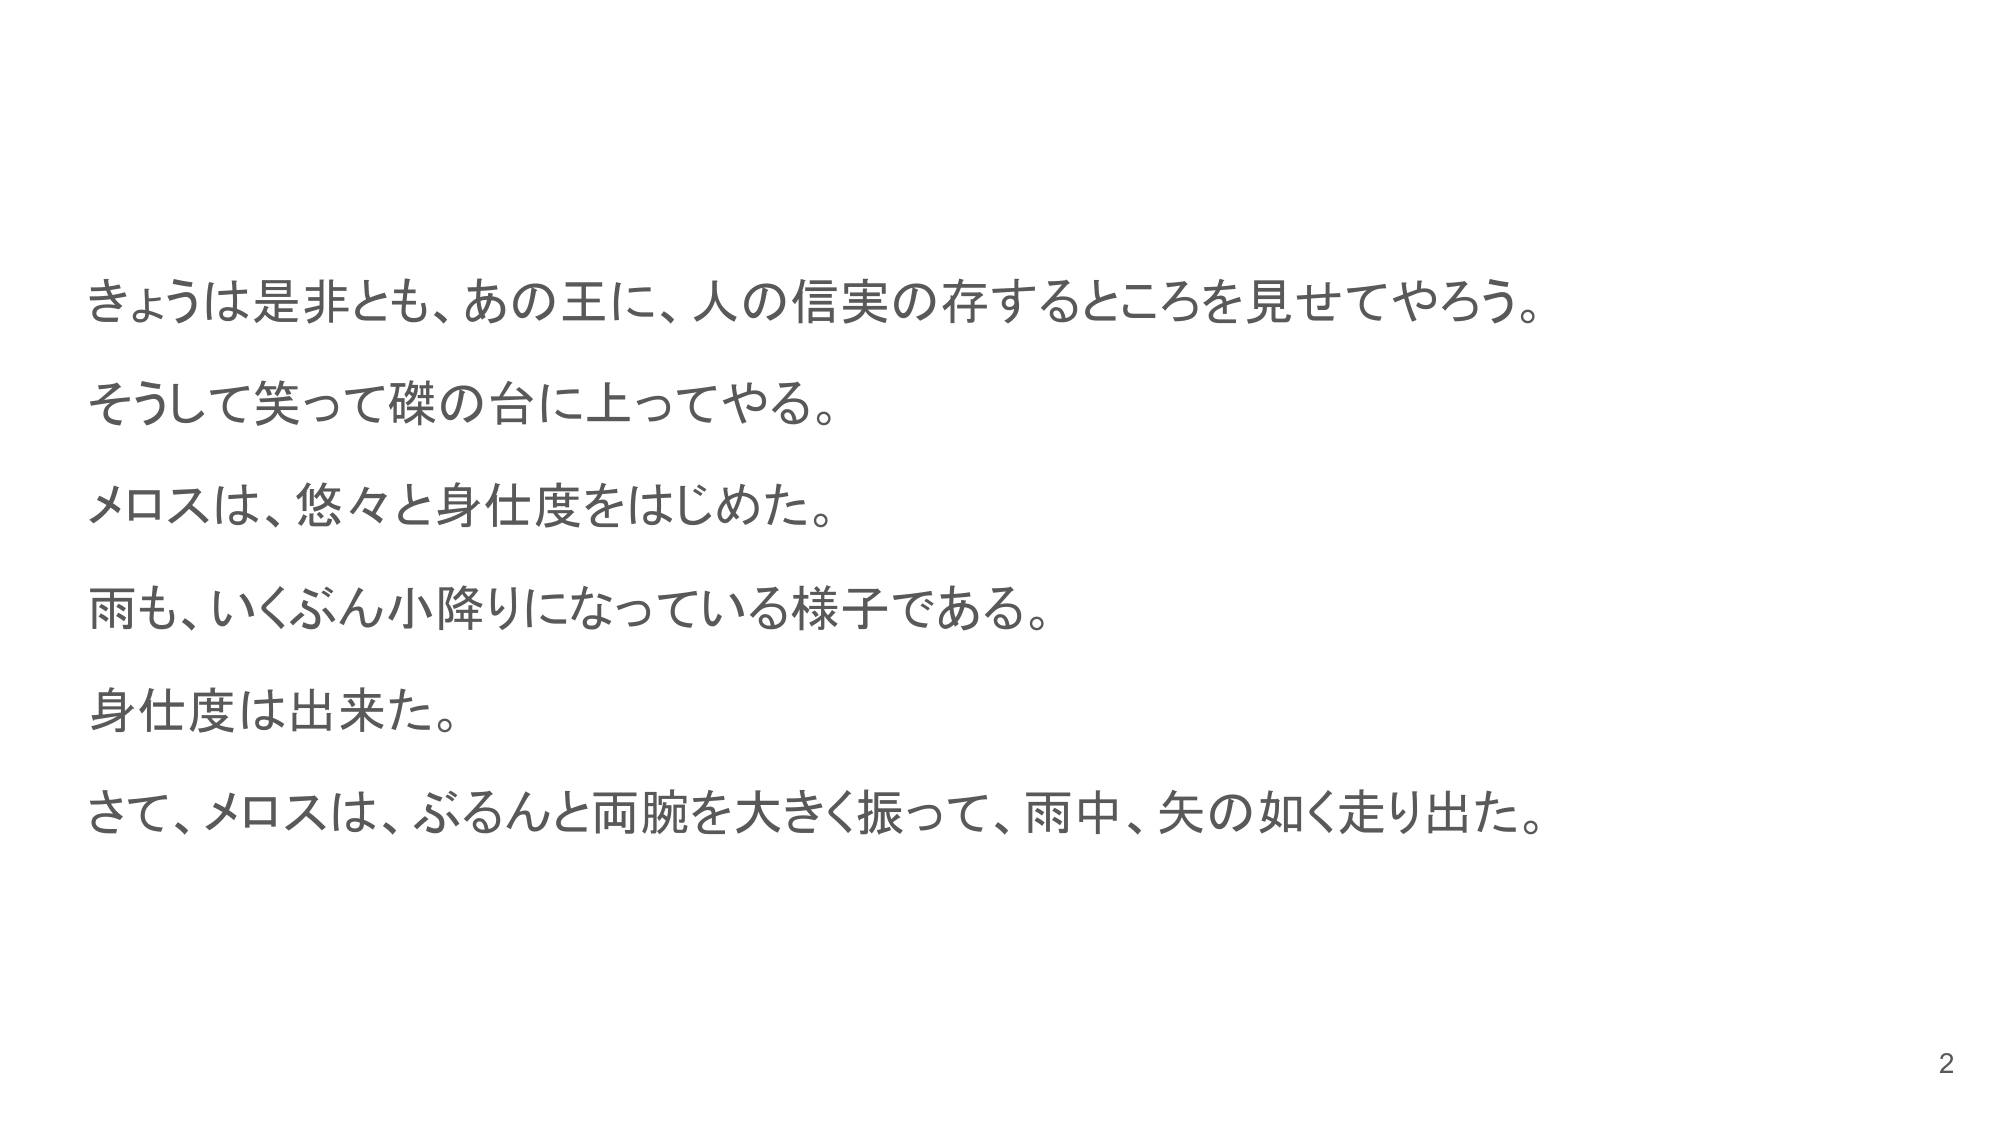 きょうは是非とも、あの王に、人の信実の存するところを見せてやろう。
そうして笑って磔の台に上ってやる。
メロスは、悠々と身仕度をはじめた。
雨も、いくぶん小降りになっている様子である。
身仕度は出来た。
さて、メロスは、ぶるんと両腕を大きく振って、雨中、矢の如く走り出た。
2